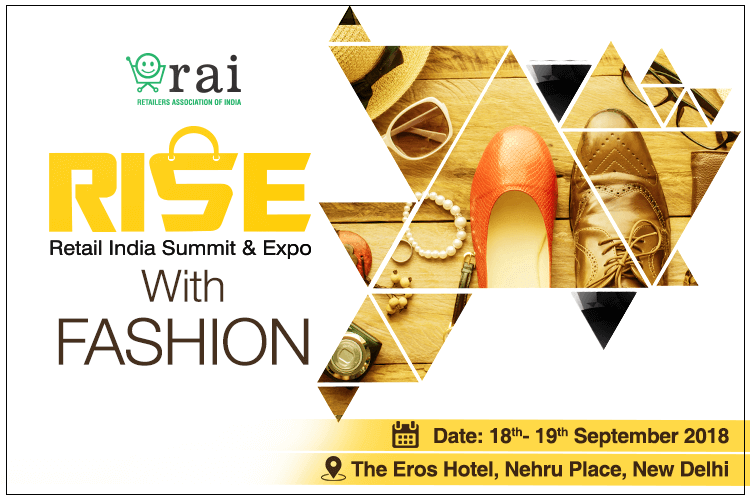 rai
RETAILERS ASSOCIATION OF INDIA
RISE
Retail India Summit & Expo
With
FASHION
Date: 18th- 19th September 2018
The Eros Hotel, Nehru Place, New Delhi